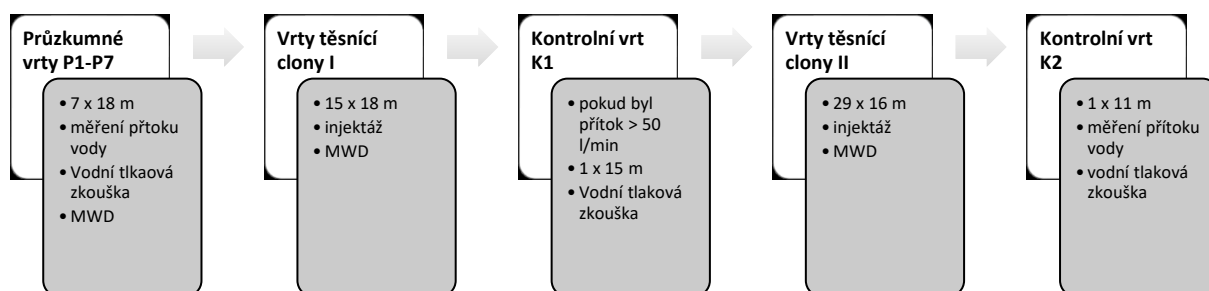 Průzkumné
vrty P1-P7
• 7 x 18 m
• měření přtoku
vody
• Vodní tlkaová
zkouška
• MWD
Vrty těsnící
clony I
• 15 x 18 m
• injektáž
• MWD
Kontrolní vrt
K1
• pokud byl
přítok > 50
l/min
• 1 x 15 m
• Vodní tlaková
zkouška
Vrty těsnící
clony II
• 29 x 16 m
• injektáž
• MWD
Kontrolní vrt
K2
• 1 x 11 m
• měření přítoku
vody
• vodní tlaková
zkouška